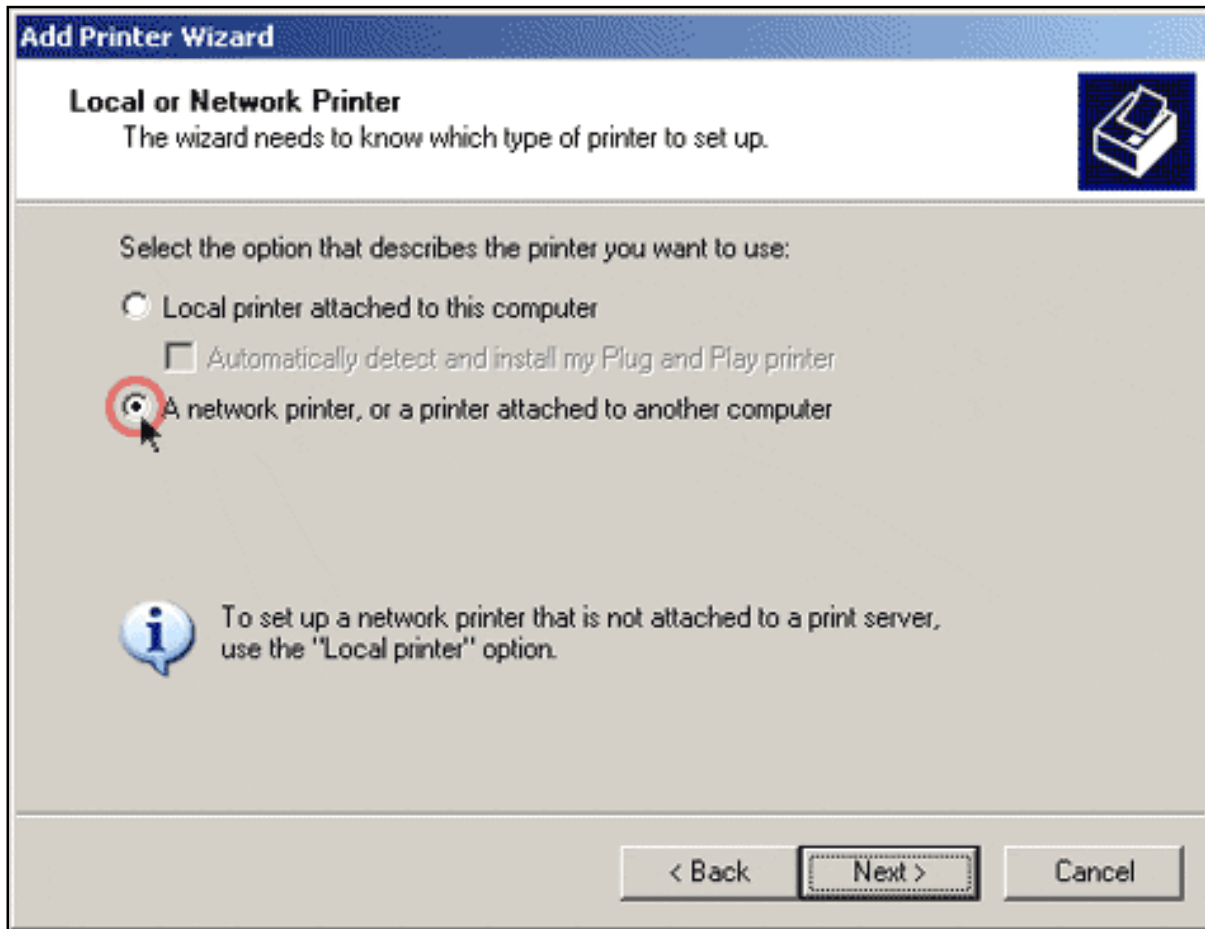 Add Printer Wizard
Local or Network Printer
The wizard needs to know which type of printer to set up.
Select the option that describes the printer you want to use:
Local printer attached to this computer
Automatically detect and install my Plug and Play printer
A network printer, or a printer attached to another computer
To set up a network printer that is not attached to a print server,
use the "Local printer" option.
< Back
Next >
Cancel